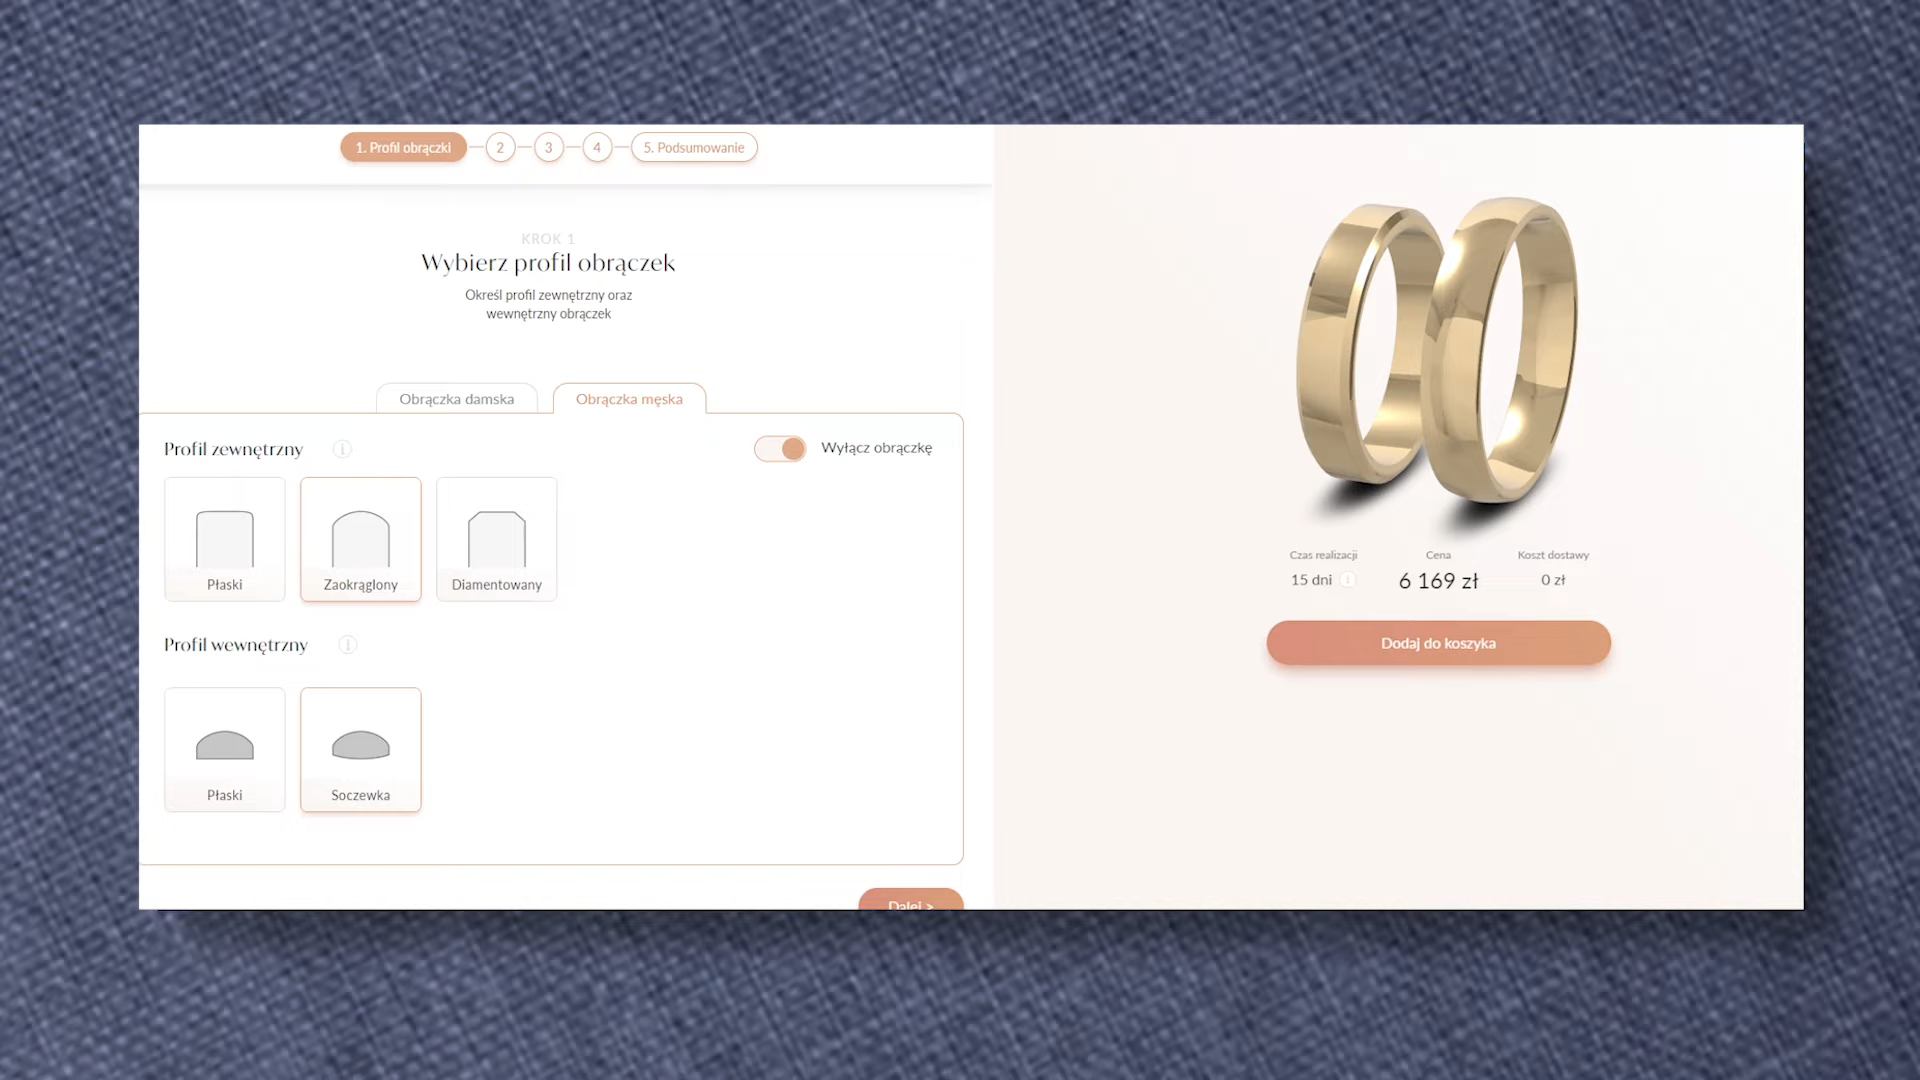 1. Profil obrączki
2
3
4
5. Podsumowanie
KROK 1
Wybierz profil obrączek
Określ profil zewnętrzny oraz
wewnętrzny obrączek
Obrączka damska
Obrączka męska
Profil zewnętrzny
Wyłącz obrączkę
Płaski
Zaokrąglony
Diamentowany
Profil wewnętrzny
Płaski
Soczewka
Dalej >
Czas realizacji
Cena
Koszt dostawy
15 dni
6 169 zł
0 zł
Dodaj do koszyka